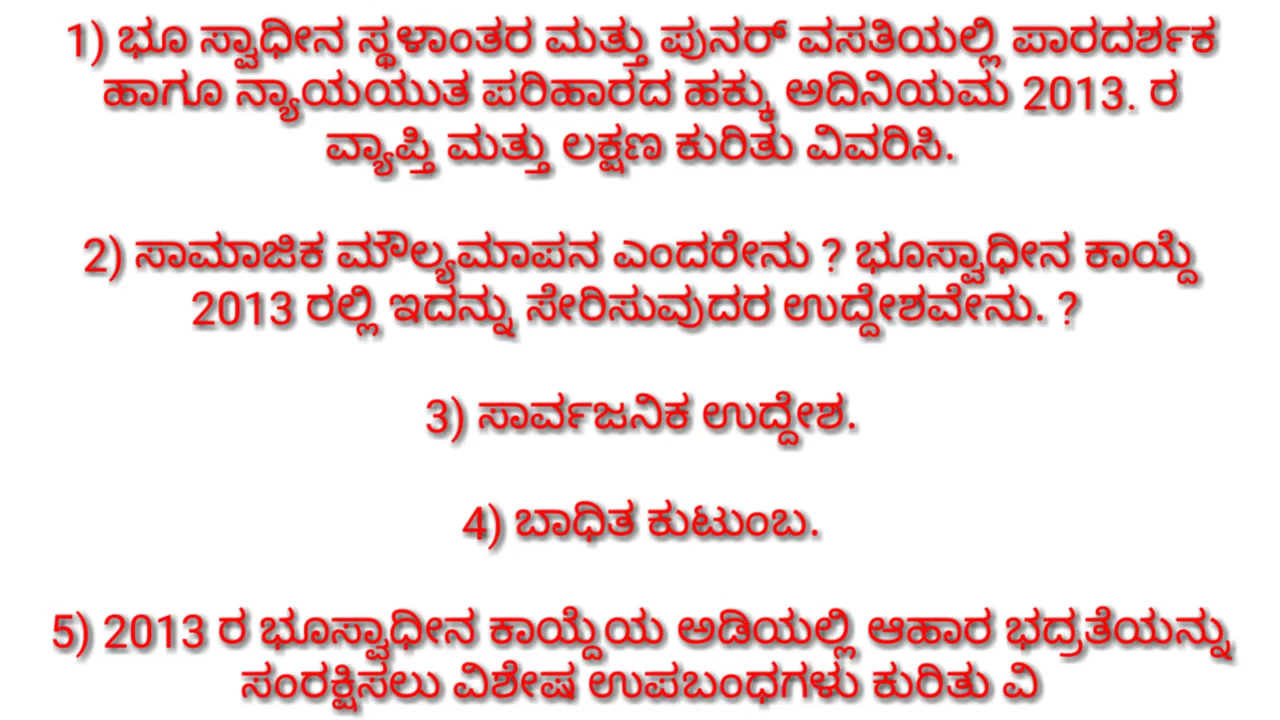 1) ಭೂ ಸ್ವಾಧೀನ ಸ್ಥಳಾಂತರ ಮತ್ತು ಪುನರ್ ವಸತಿಯಲ್ಲಿ ಪಾರದರ್ಶಕ
ಹಾಗೂ ನ್ಯಾಯಯುತ ಪರಿಹಾರದ ಹಕ್ಕು ಅದಿನಿಯಮ 2013. ರ
ವ್ಯಾಪ್ತಿ ಮತ್ತು ಲಕ್ಷಣ ಕುರಿತು ವಿವರಿಸಿ.
2) ಸಾಮಾಜಿಕ ಮೌಲ್ಯಮಾಪನ ಎಂದರೇನು ? ಭೂಸ್ವಾಧೀನ ಕಾಯ್ದೆ
2013 ರಲ್ಲಿ ಇದನ್ನು ಸೇರಿಸುವುದರ ಉದ್ದೇಶವೇನು. ?
3) ಸಾರ್ವಜನಿಕ ಉದ್ದೇಶ.
4) ಬಾಧಿತ ಕುಟುಂಬ.
5) 2013 ರ ಭೂಸ್ವಾಧೀನ ಕಾಯ್ದೆಯ ಅಡಿಯಲ್ಲಿ ಆಹಾರ ಭದ್ರತೆಯನ್ನು
ಸಂರಕ್ಷಿಸಲು ವಿಶೇಷ ಉಪಬಂಧಗಳು ಕುರಿತು ವಿ